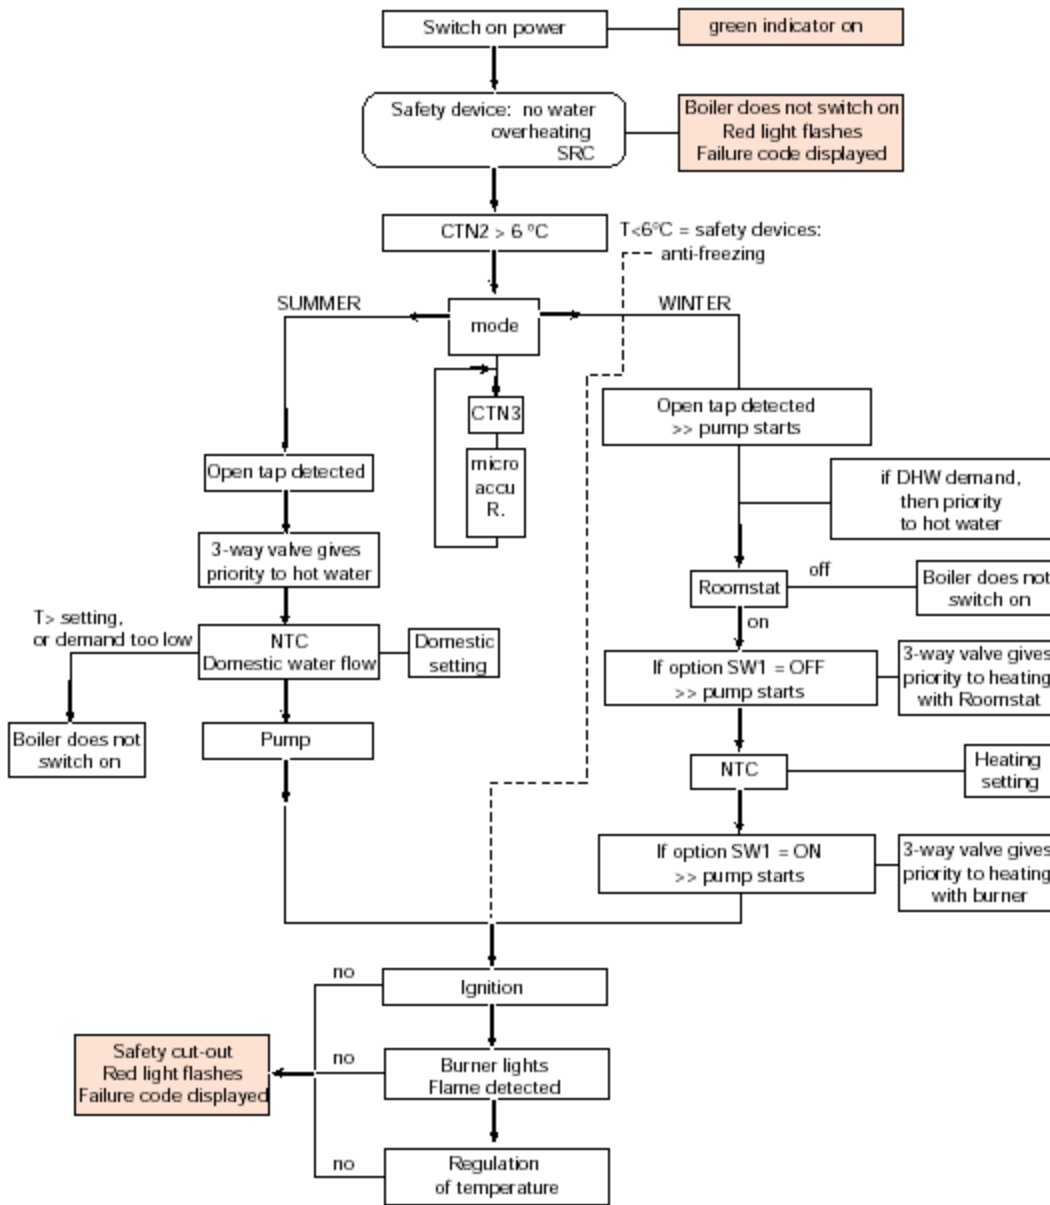 Switch on power
green indicator on
Safety device: no water
overheating
SRC
Boiler does not switch on
Red light flashes
Failure code displayed
CTN2 > 6 ºC
T<6ºC = safety devices:
anti-freezing
SUMMER
mode
WINTER
CTN3
micro
accu
R.
Open tap detected
>> pump starts
Open tap detected
if DHW demand,
then priority
to hot water
3-way valve gives
priority to hot water
Roomstat
off
Boiler does not
switch on
on
T> setting,
or demand too low
NTC
Domestic water flow
Domestic
setting
If option SW1 = OFF
>> pump starts
3-way valve gives
priority to heating
with Roomstat
Boiler does not
switch on
Pump
NTC
Heating
setting
If option SW1 = ON
>> pump starts
3-way valve gives
priority to heating
with burner
no
Ignition
Safety cut-out
Red light flashes
Failure code displayed
no
Burner lights
Flame detected
no
Regulation
of temperature